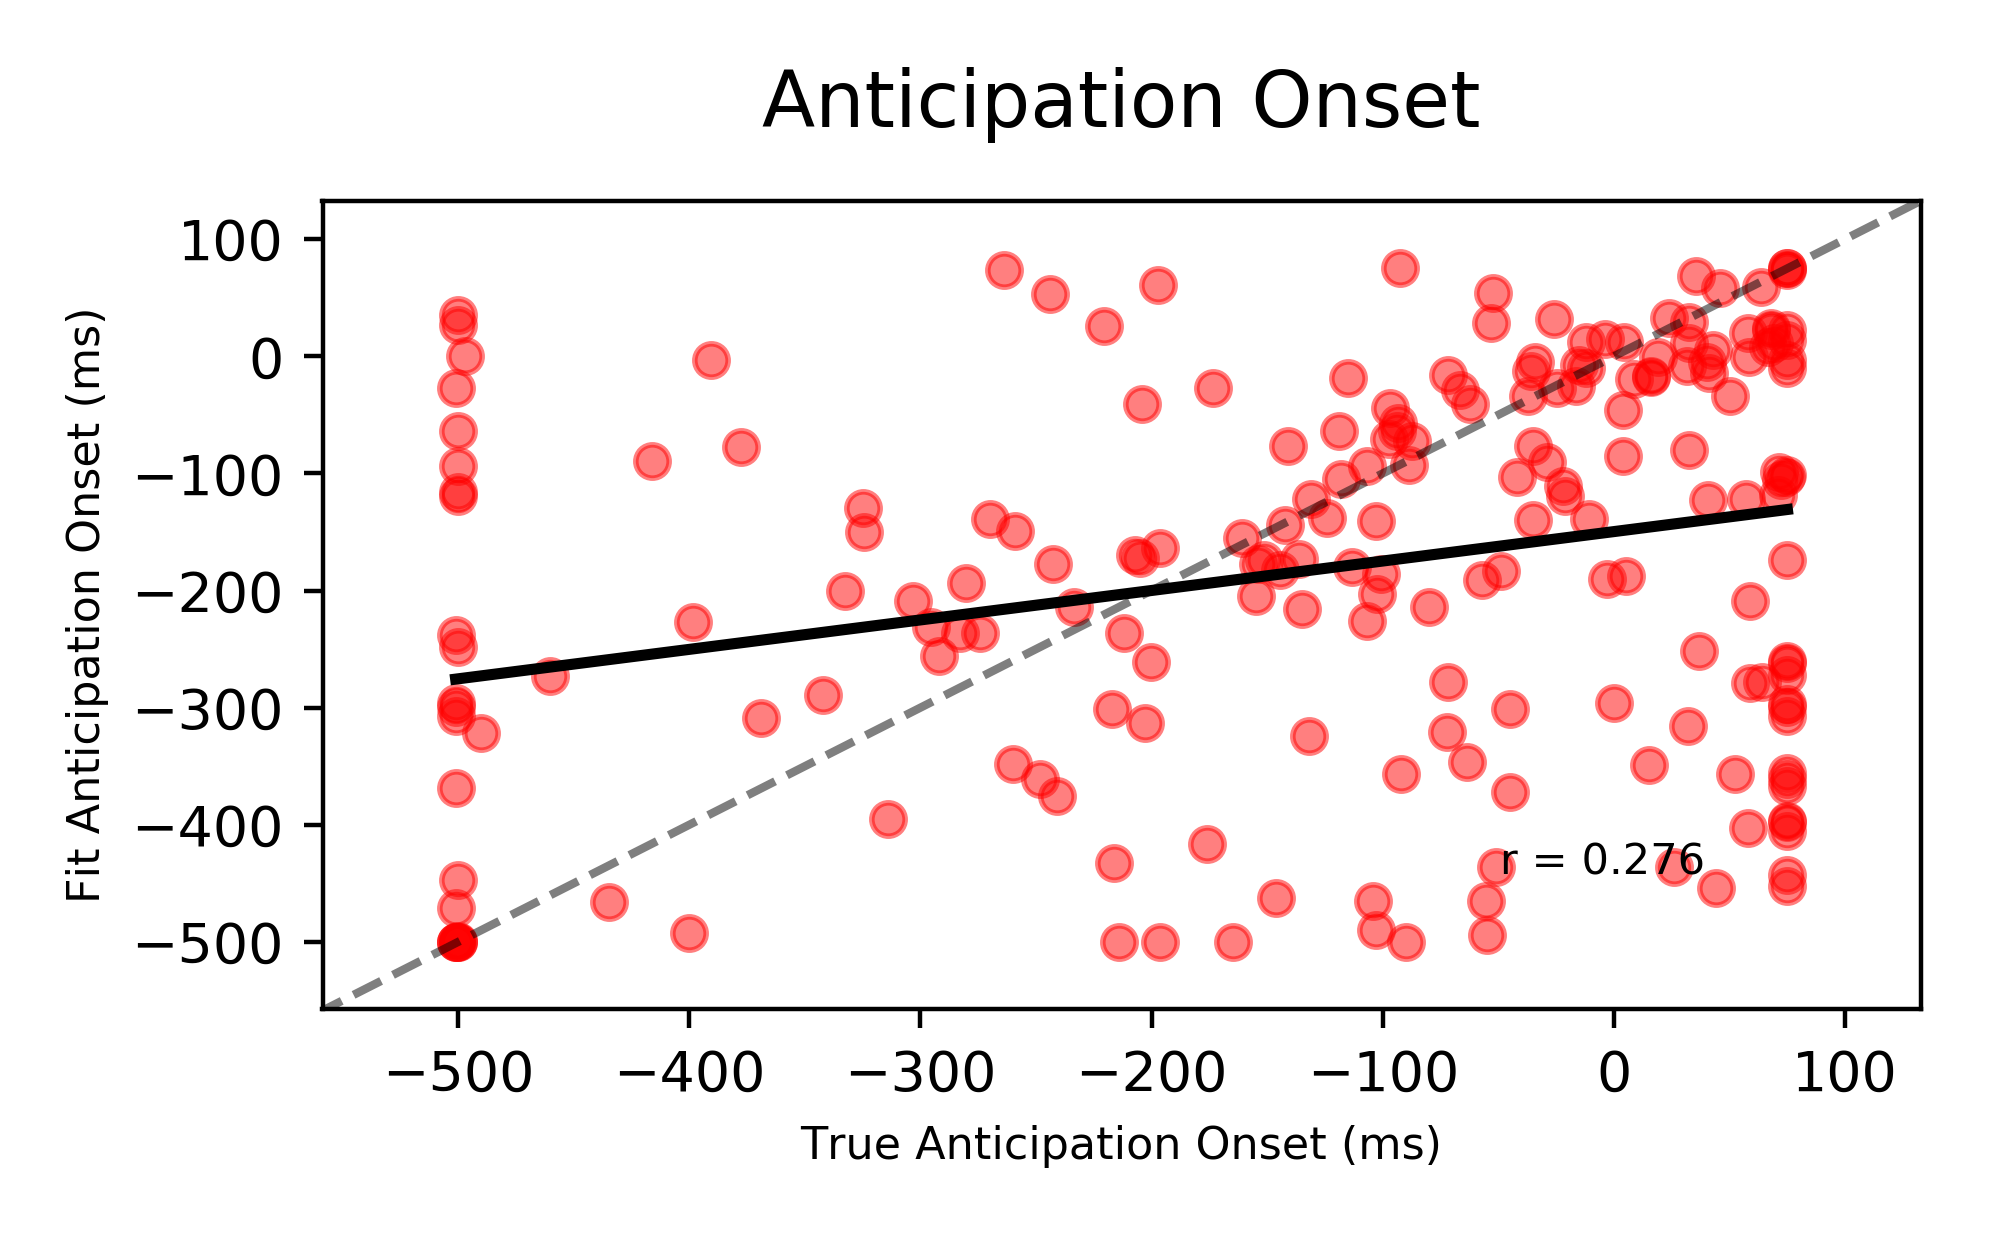 Anticipation Onset
Fit Anticipation Onset (ms)
100
0
−100
−200
−300
−400
−500
r = 0.276
−500 −400 −300 −200 −100 0 100
True Anticipation Onset (ms)